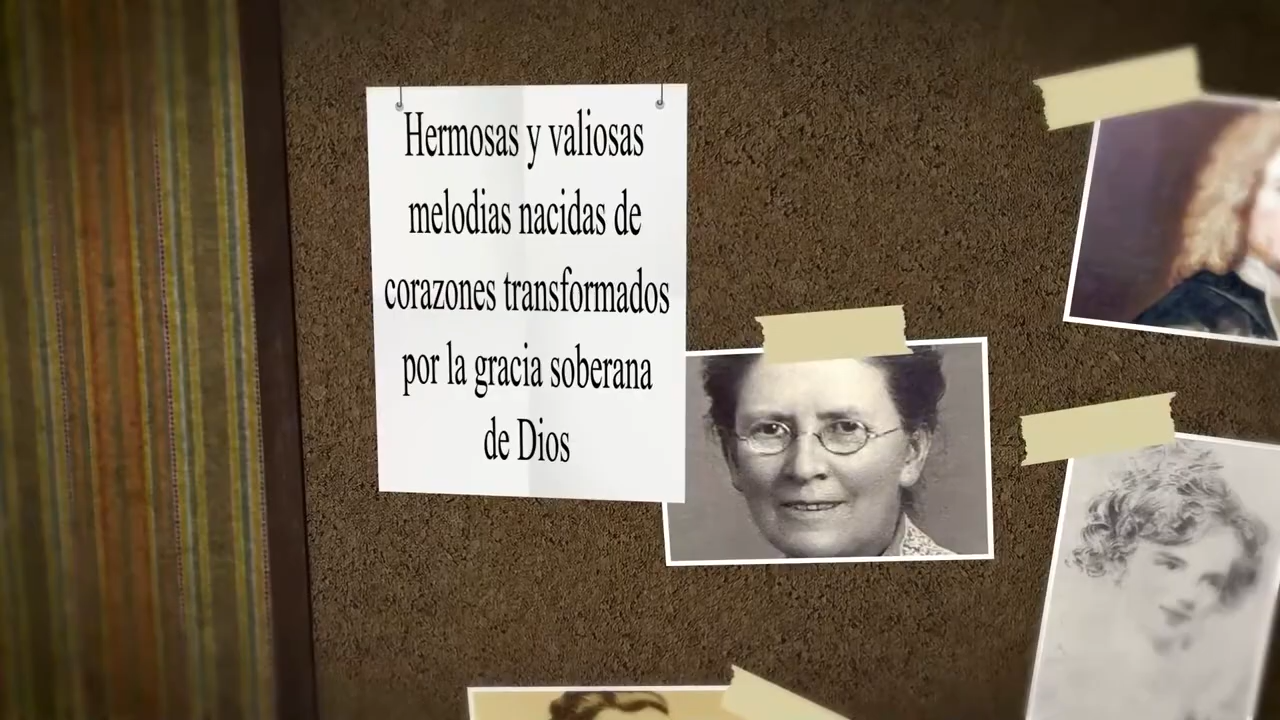 Hermosas y valiosas
melodias nacidas de
corazones transformados
por la gracia soberana
de Dios